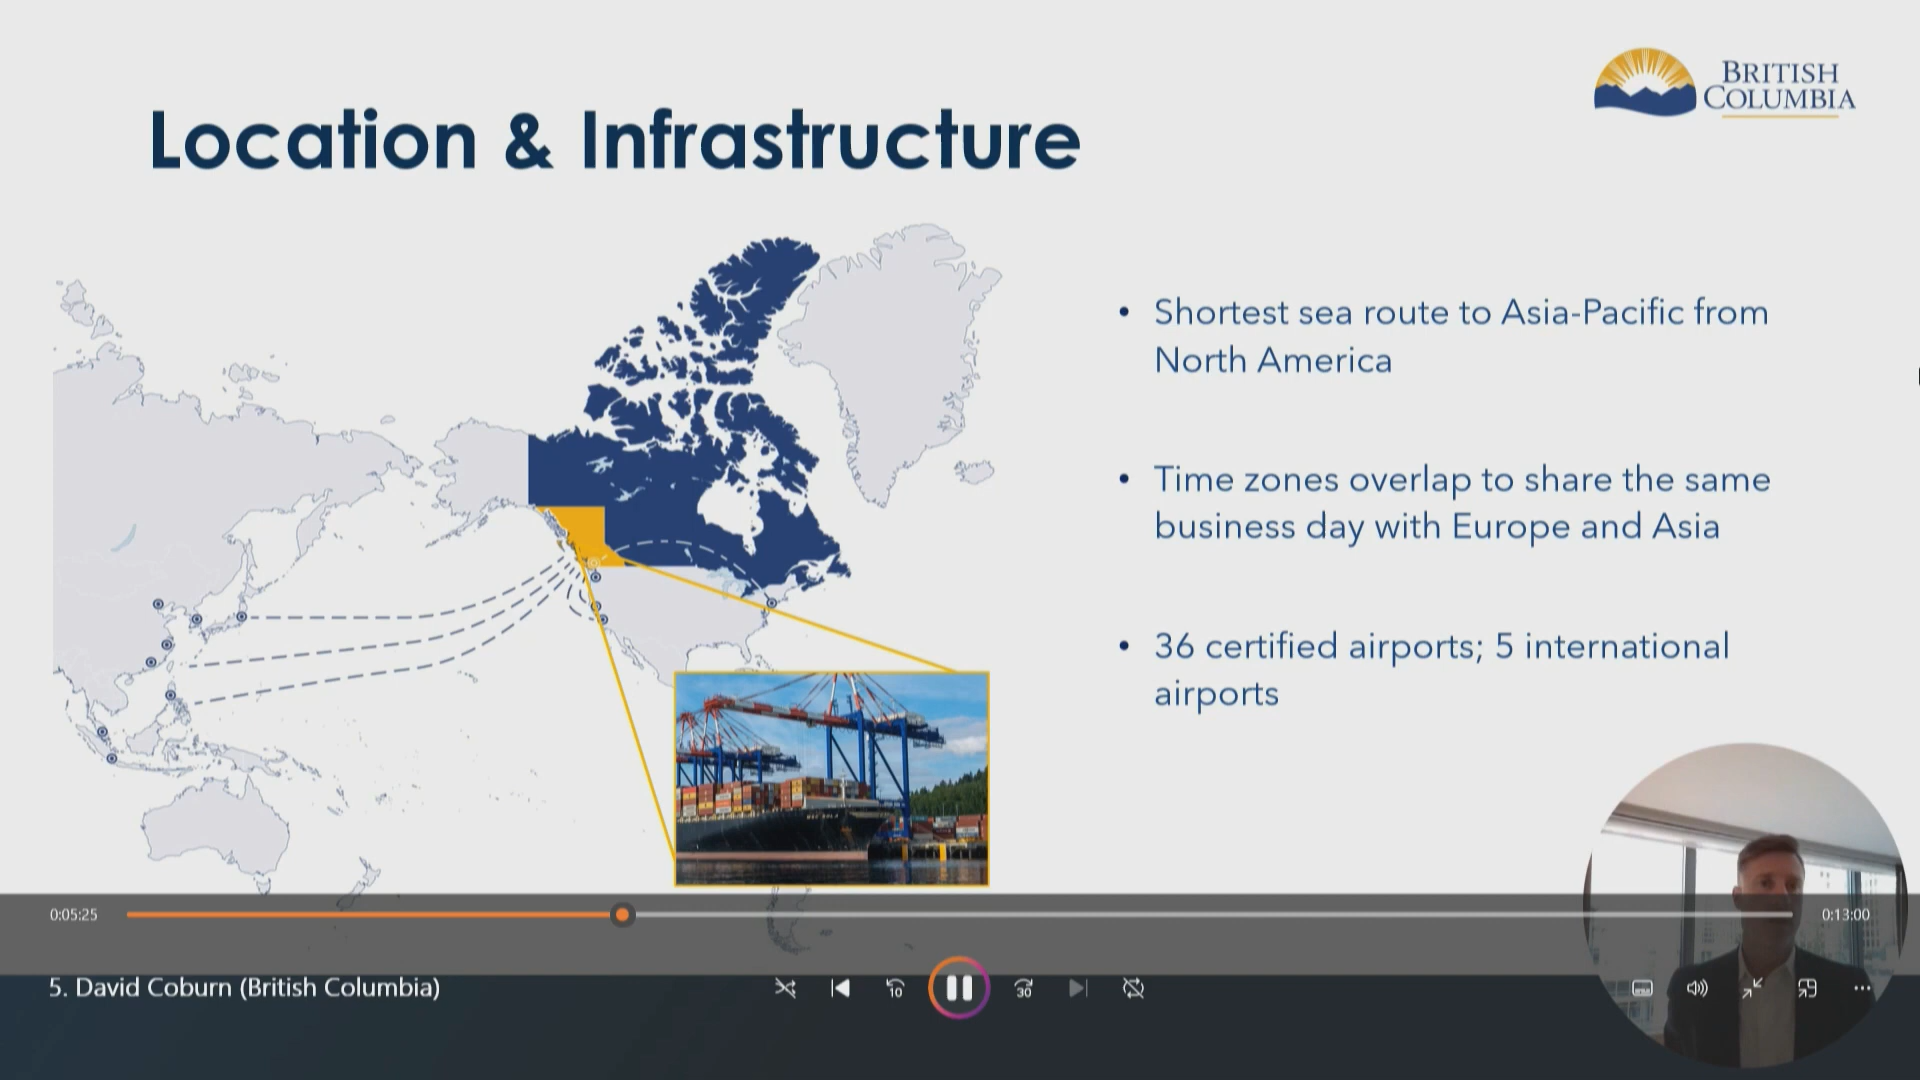 BRITISH
COLUMBIA
Location & Infrastructure
• Shortest sea route to Asia-Pacific from
North America
• Time zones overlap to share the same
business day with Europe and Asia
• 36 certified airports; 5 international
airports
0:05:25
0:13:00
5. David Coburn (British Columbia)
10
30